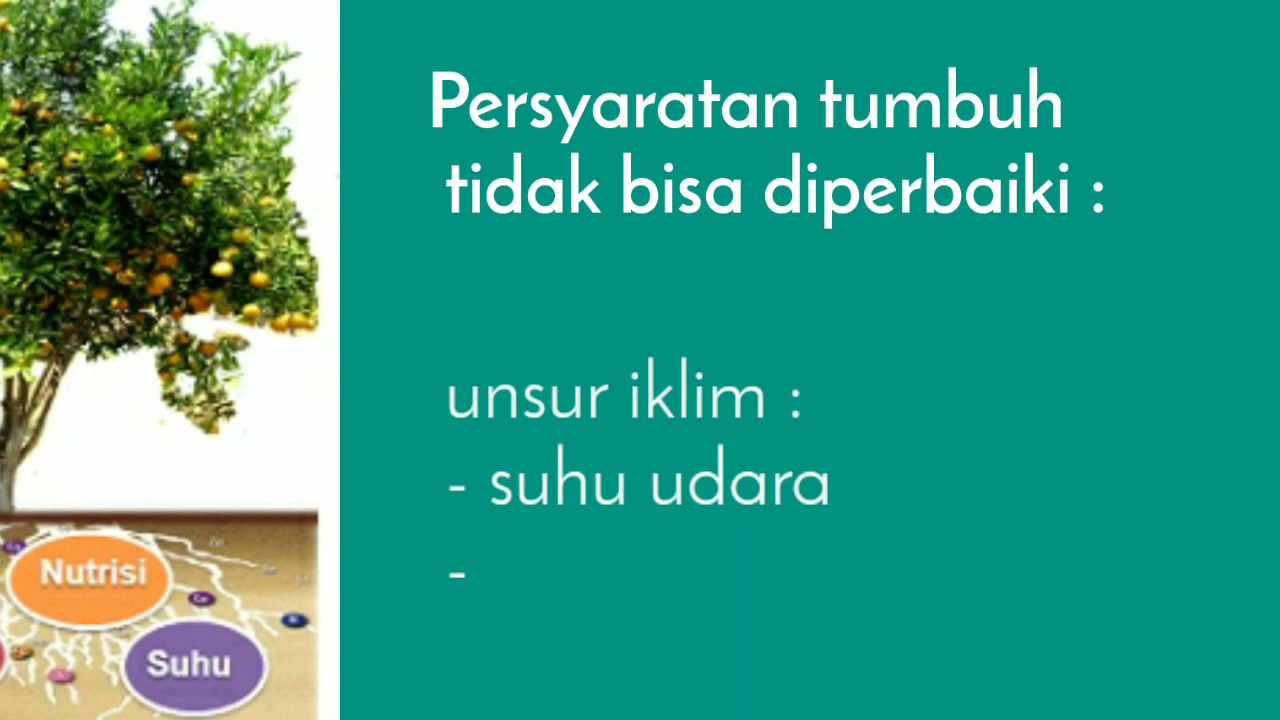 Persyaratan tumbuh
tidak bisa diperbaiki :
unsur iklim :
- suhu udara
-
Nutrisi
Suhu